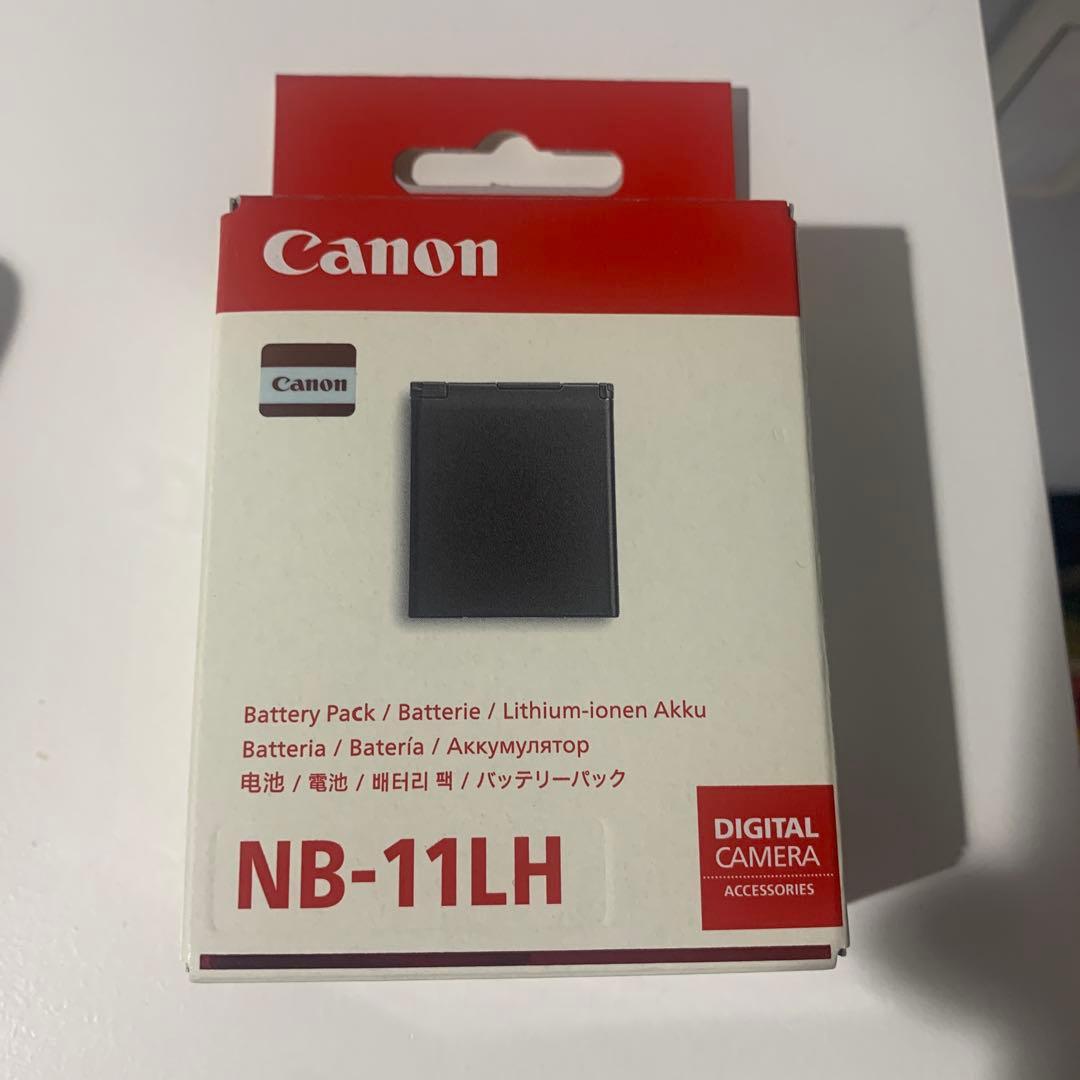 Canon
Canon
Battery Pack / Batterie / Lithium-ionen Akku
Batteria / Batería / Аккумулятор
电池 / 電池 / 배터리 팩 / バッテリーパック
NB-11LH
DIGITAL
CAMERA
ACCESSORIES